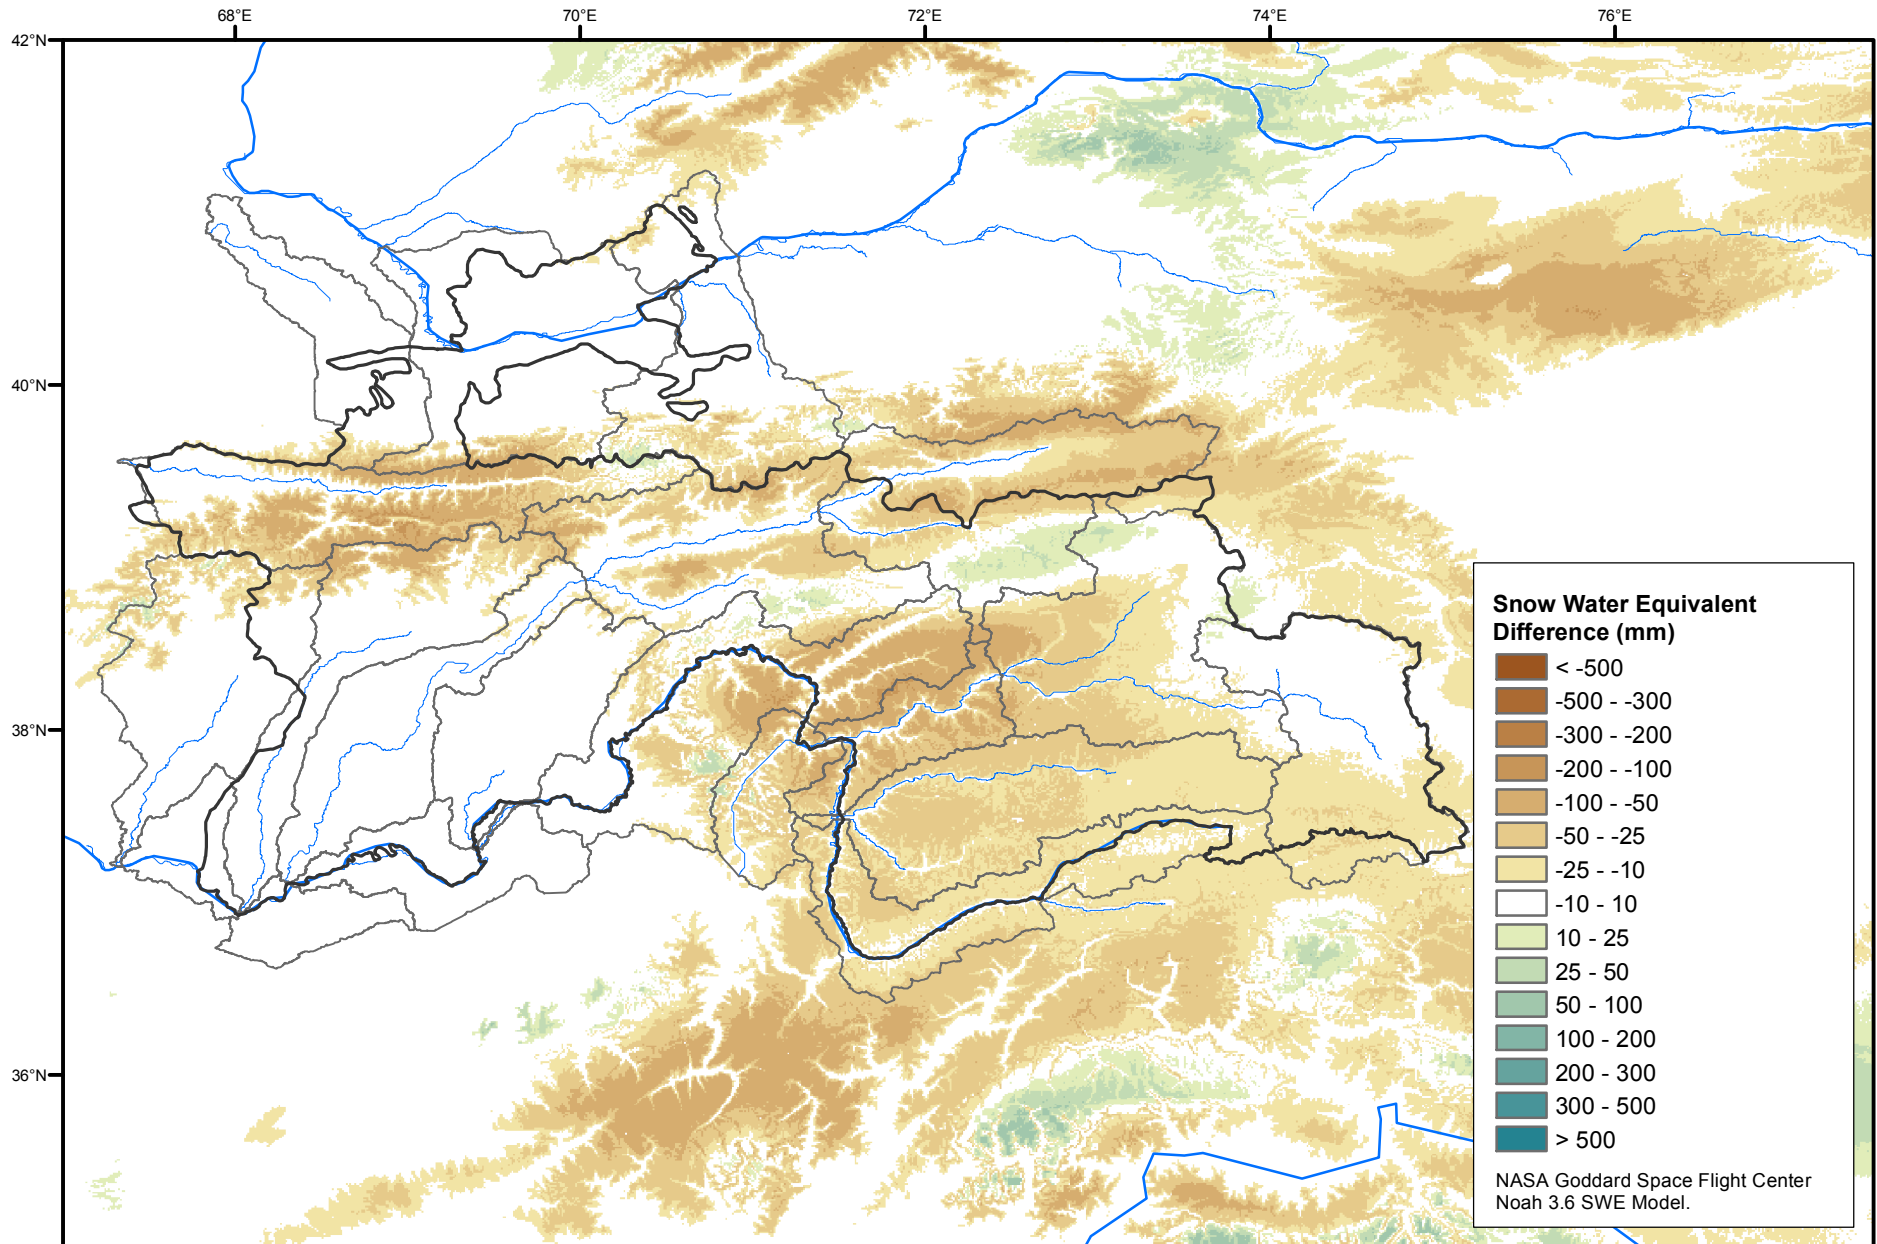 68°E
70°E
72°E
74°E
76°E
42°N
40°N
38°N
36°N
Snow Water Equivalent
Difference (mm)
< -500
-500 - -300
-300 - -200
-200 - -100
-100 - -50
-50 - -25
-25 - -10
-10 - 10
10 - 25
25 - 50
50 - 100
100 - 200
200 - 300
300 - 500
> 500
NASA Goddard Space Flight Center
Noah 3.6 SWE Model.